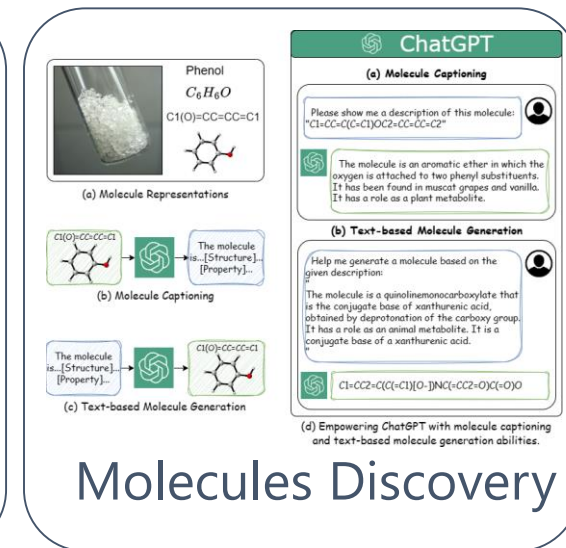 Phenol
C6H6O
C1(O)=CC=CC=C1
(a) Molecule Representations
C1(O)=CC=CC=C1
The molecule
is...[Structure]...
[Property]...
(b) Molecule Captioning
The molecule
is...[Structure]...
[Property]...
C1(O)=CC=CC=C1
(c) Text-based Molecule Generation
ChatGPT
(a) Molecule Captioning
Please show me a description of this molecule:
"C1=CC=C(C=C1)OC2=CC=CC=C2"
The molecule is an aromatic ether in which the
oxygen is attached to two phenyl substituents.
It has been found in muscat grapes and vanilla.
It has a role as a plant metabolite.
(b) Text-based Molecule Generation
Help me generate a molecule based on the
given description:
"
The molecule is a quinolinemonocarboxylate that
is the conjugate base of xanthurenic acid,
obtained by deprotonation of the carboxy group.
It has a role as an animal metabolite. It is a
conjugate base of a xanthurenic acid.
"
C1=CC2=C(C(=C1)[O-])NC(=CC2=O)C(=O)O
(d) Empowering ChatGPT with molecule captioning
and text-based molecule generation abilities.
Molecules Discovery